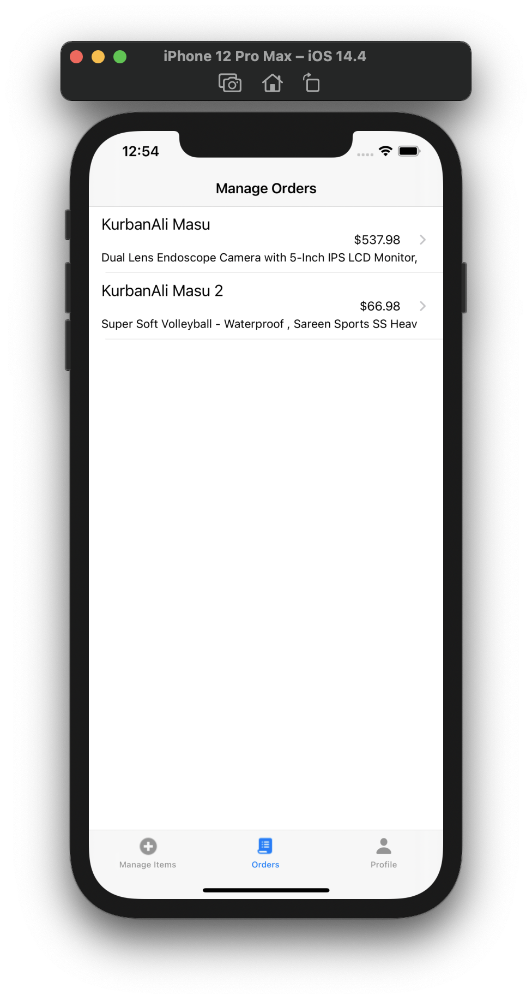 iPhone 12 Pro Max – iOS 14.4
12:54
Manage Orders
KurbanAli Masu
$537.98
Dual Lens Endoscope Camera with 5-Inch IPS LCD Monitor,
KurbanAli Masu 2
$66.98
Super Soft Volleyball - Waterproof , Sareen Sports SS Heav
Manage Items
Orders
Profile